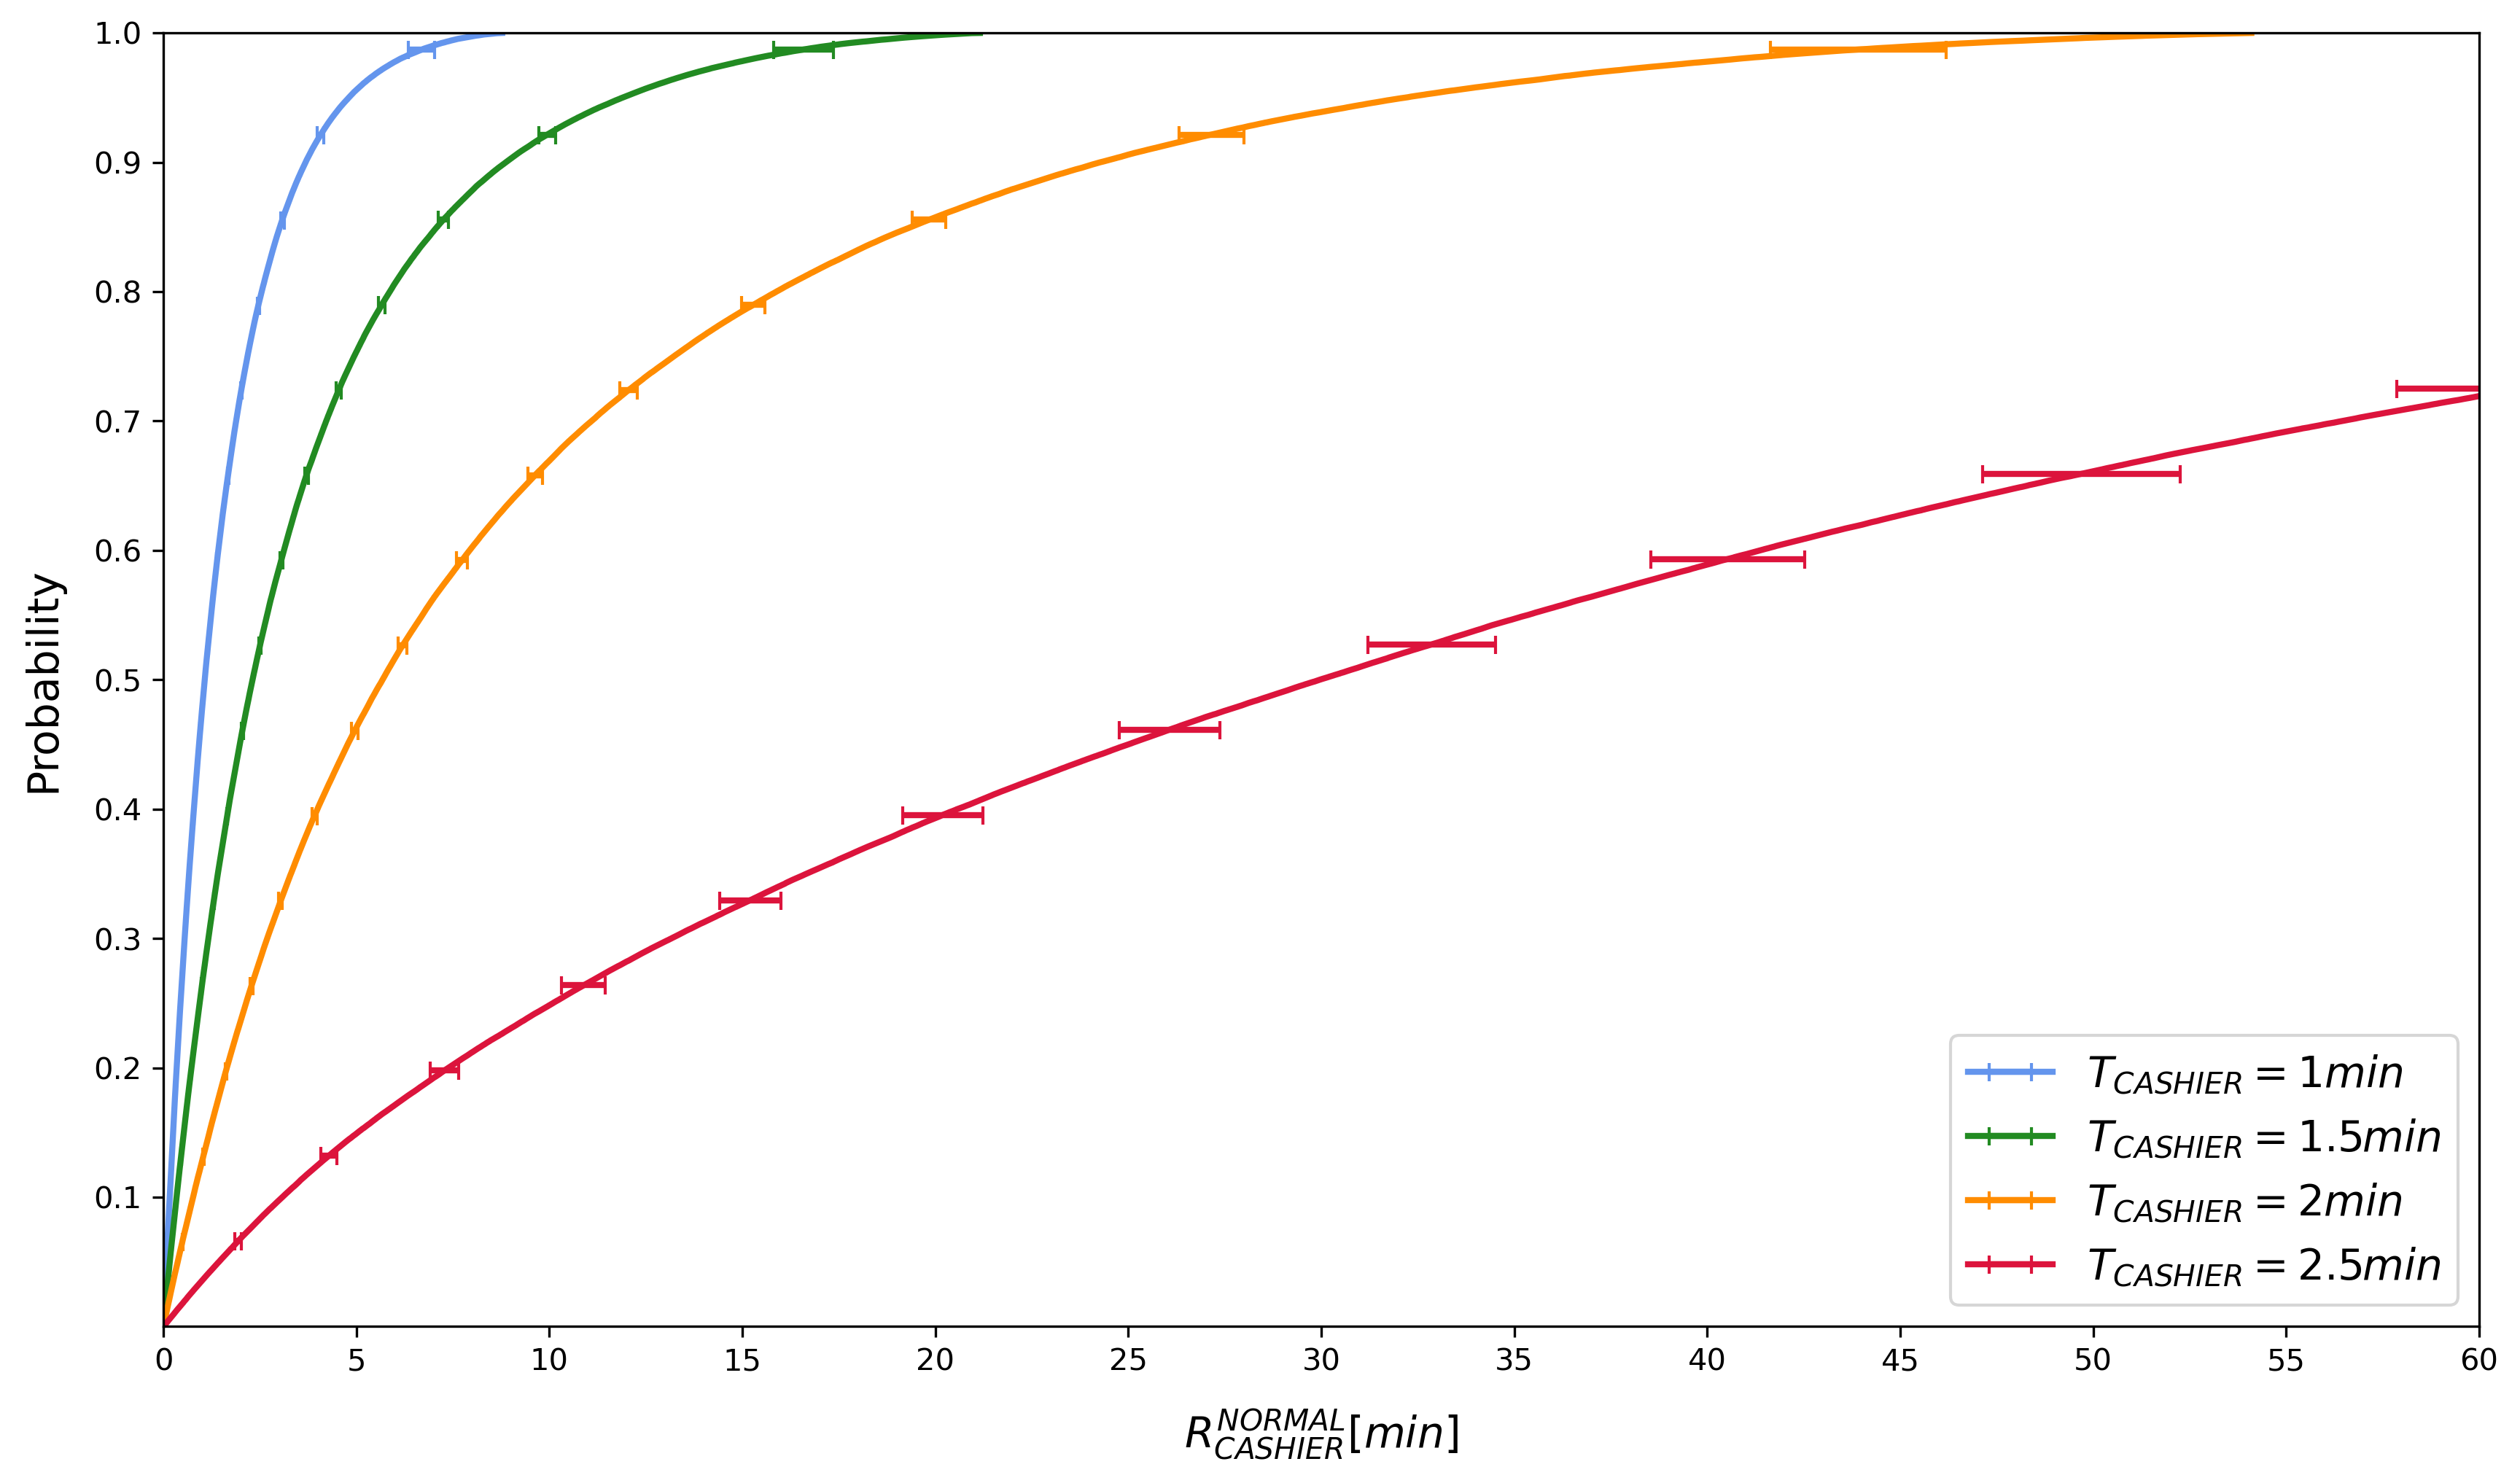 1.0
0.9
0.8
0.7
0.6
0.5
0.4
0.3
0.2
0.1
Probability
0 5 10 15 20 25 30 35 40 45 50 55 60
R_{CASHIER}^{NORMAL}[min]
T_{CASHIER} = 1min
T_{CASHIER} = 1.5min
T_{CASHIER} = 2min
T_{CASHIER} = 2.5min